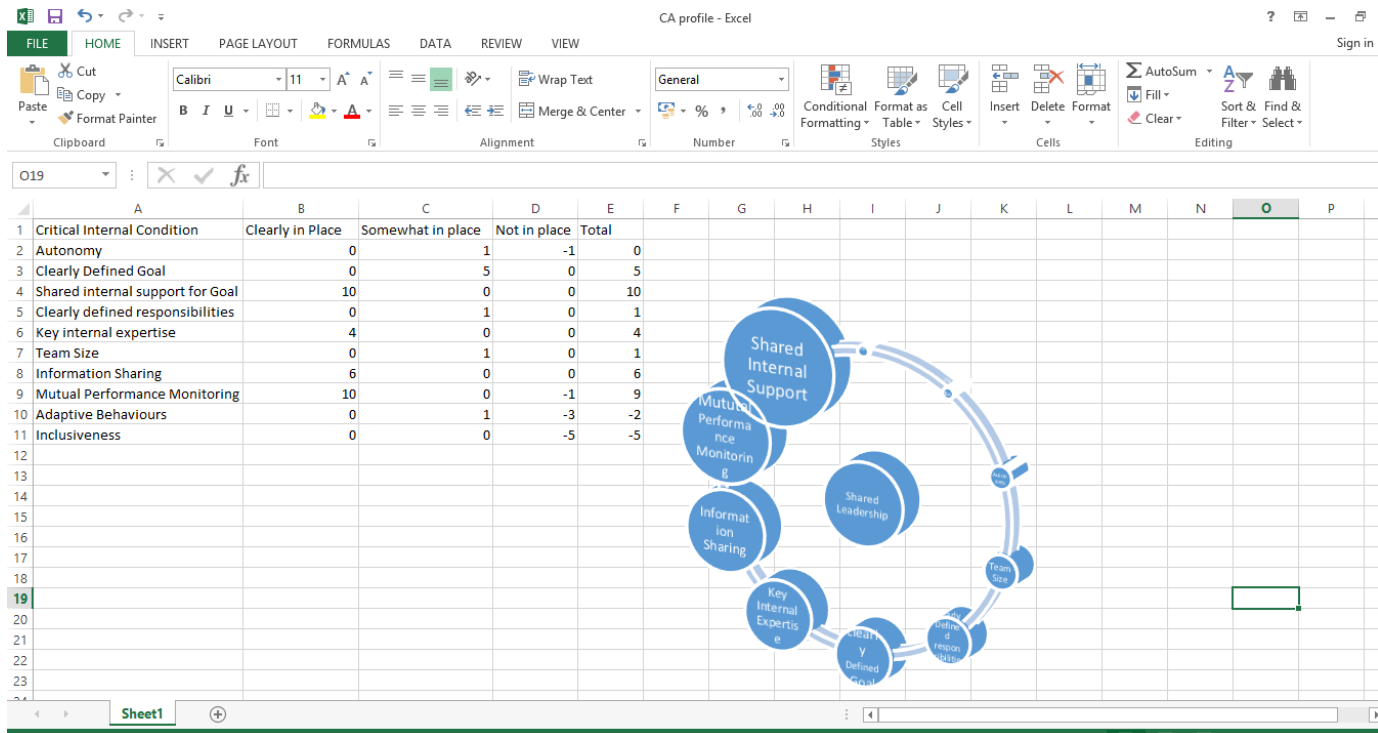 CA profile - Excel
?
FILE HOME INSERT PAGE LAYOUT FORMULAS DATA REVIEW VIEW Sign in
Paste
Cut
Copy
Format Painter
Calibri 11
B I U
Wrap Text
Merge & Center
General
%
Conditional Formatting
Format as Table
Cell Styles
Insert
Delete
Format
AutoSum
Fill
Clear
Sort & Filter
Find & Select
Clipboard Font Alignment Number Styles Cells Editing
O19 fx
A B C D E F G H I J K L M N O P
1 Critical Internal Condition Clearly in Place Somewhat in place Not in place Total
2 Autonomy 0 1 -1 0
3 Clearly Defined Goal 0 5 0 5
4 Shared internal support for Goal 10 0 0 10
5 Clearly defined responsibilities 0 1 0 1
6 Key internal expertise 4 0 0 4
7 Team Size 0 1 0 1
8 Information Sharing 6 0 0 6
9 Mutual Performance Monitoring 10 0 -1 9
10 Adaptive Behaviours 0 1 -3 -2
11 Inclusiveness 0 0 -5 -5
12
13
14
15
16
17
18
19
20
21
22
23
Shared
Internal
Support
Mututal
Performa
nce
Monitorin
g
Informat
ion
Sharing
Key
Internal
Expertis
e
Clearl
y
Defined
Goal
Define
d
respon
Team
Size
Shared
Leadership
Sheet1